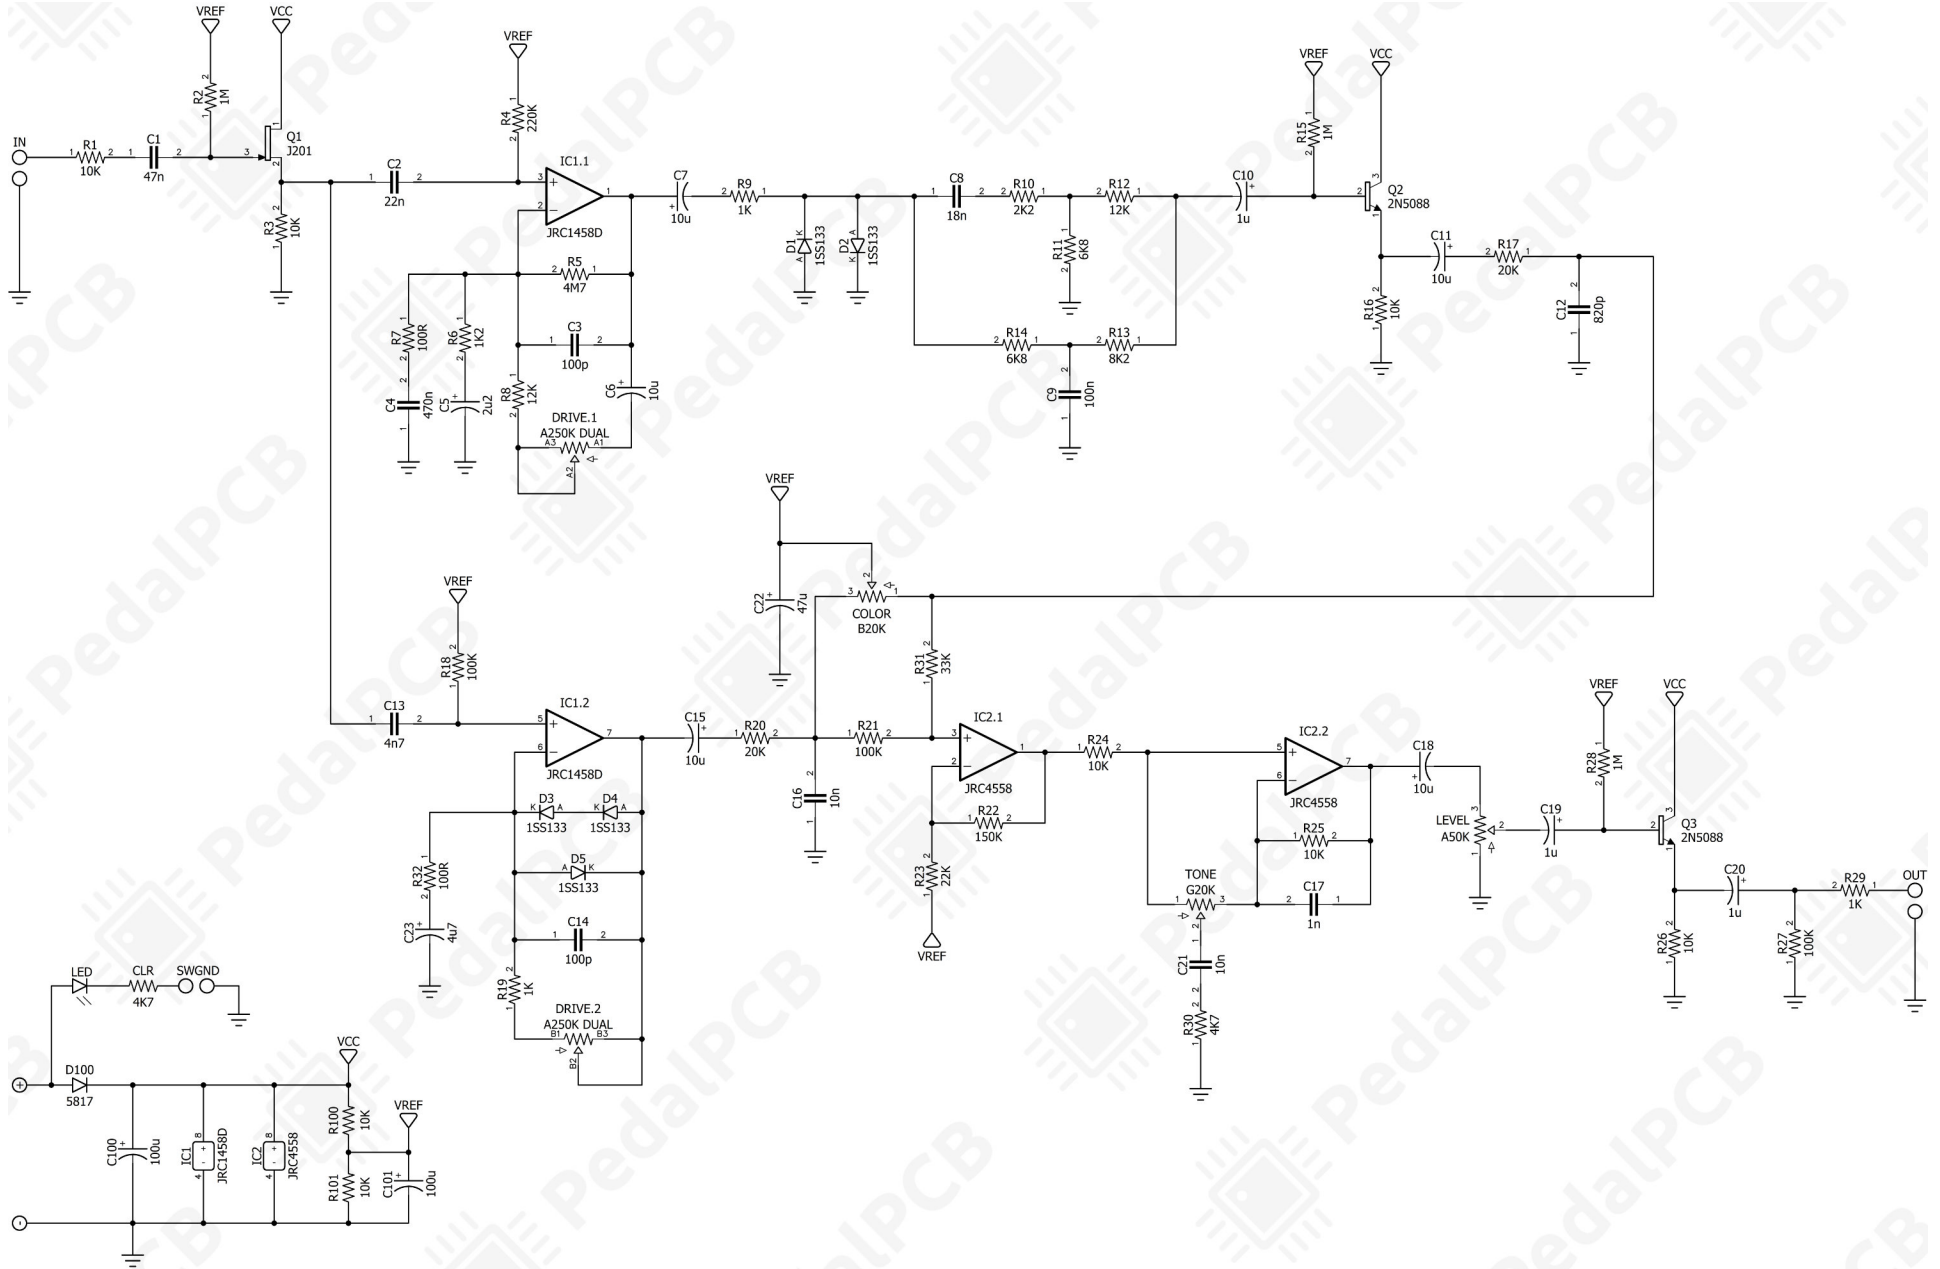 VREF
VCC
R2
1M
IN
R1
10K
C1
47n
Q1
J201
R3
10K
C2
22n
VREF
R4
220K
IC1.1
JRC1458D
R5
4M7
C3
100p
R7
100R
R6
1K2
C4
470n
C5
2u2
R8
12K
C6
10u
DRIVE.1
A250K DUAL
A3
A1
A2
C7
10u
R9
1K
D1
1SS133
D2
1SS133
C8
18n
R10
2K2
R11
6K8
R12
12K
R14
6K8
R13
8K2
C9
100n
C10
1u
VREF
R15
1M
VCC
Q2
2N5088
R16
10K
C11
10u
R17
20K
C12
820p
VREF
C22
47u
COLOR
B20K
VREF
R18
100K
C13
4n7
IC1.2
JRC1458D
D3
1SS133
D4
1SS133
D5
1SS133
C14
100p
R32
100R
C23
4u7
R19
1K
DRIVE.2
A250K DUAL
B1
B3
B2
C15
10u
R20
20K
R21
100K
C16
10n
R31
33K
IC2.1
JRC4558
R22
150K
R23
22K
VREF
R24
10K
IC2.2
JRC4558
R25
10K
TONE
G20K
C17
1n
C21
10n
R30
4K7
C18
10u
LEVEL
A50K
C19
1u
VREF
R28
1M
VCC
Q3
2N5088
R26
10K
C20
1u
R27
100K
R29
1K
OUT
LED
CLR
4K7
SWGND
D100
5817
C100
100u
IC1
JRC1458D
IC2
JRC4558
VCC
R100
10K
R101
10K
VREF
C101
100u
PedalPCB